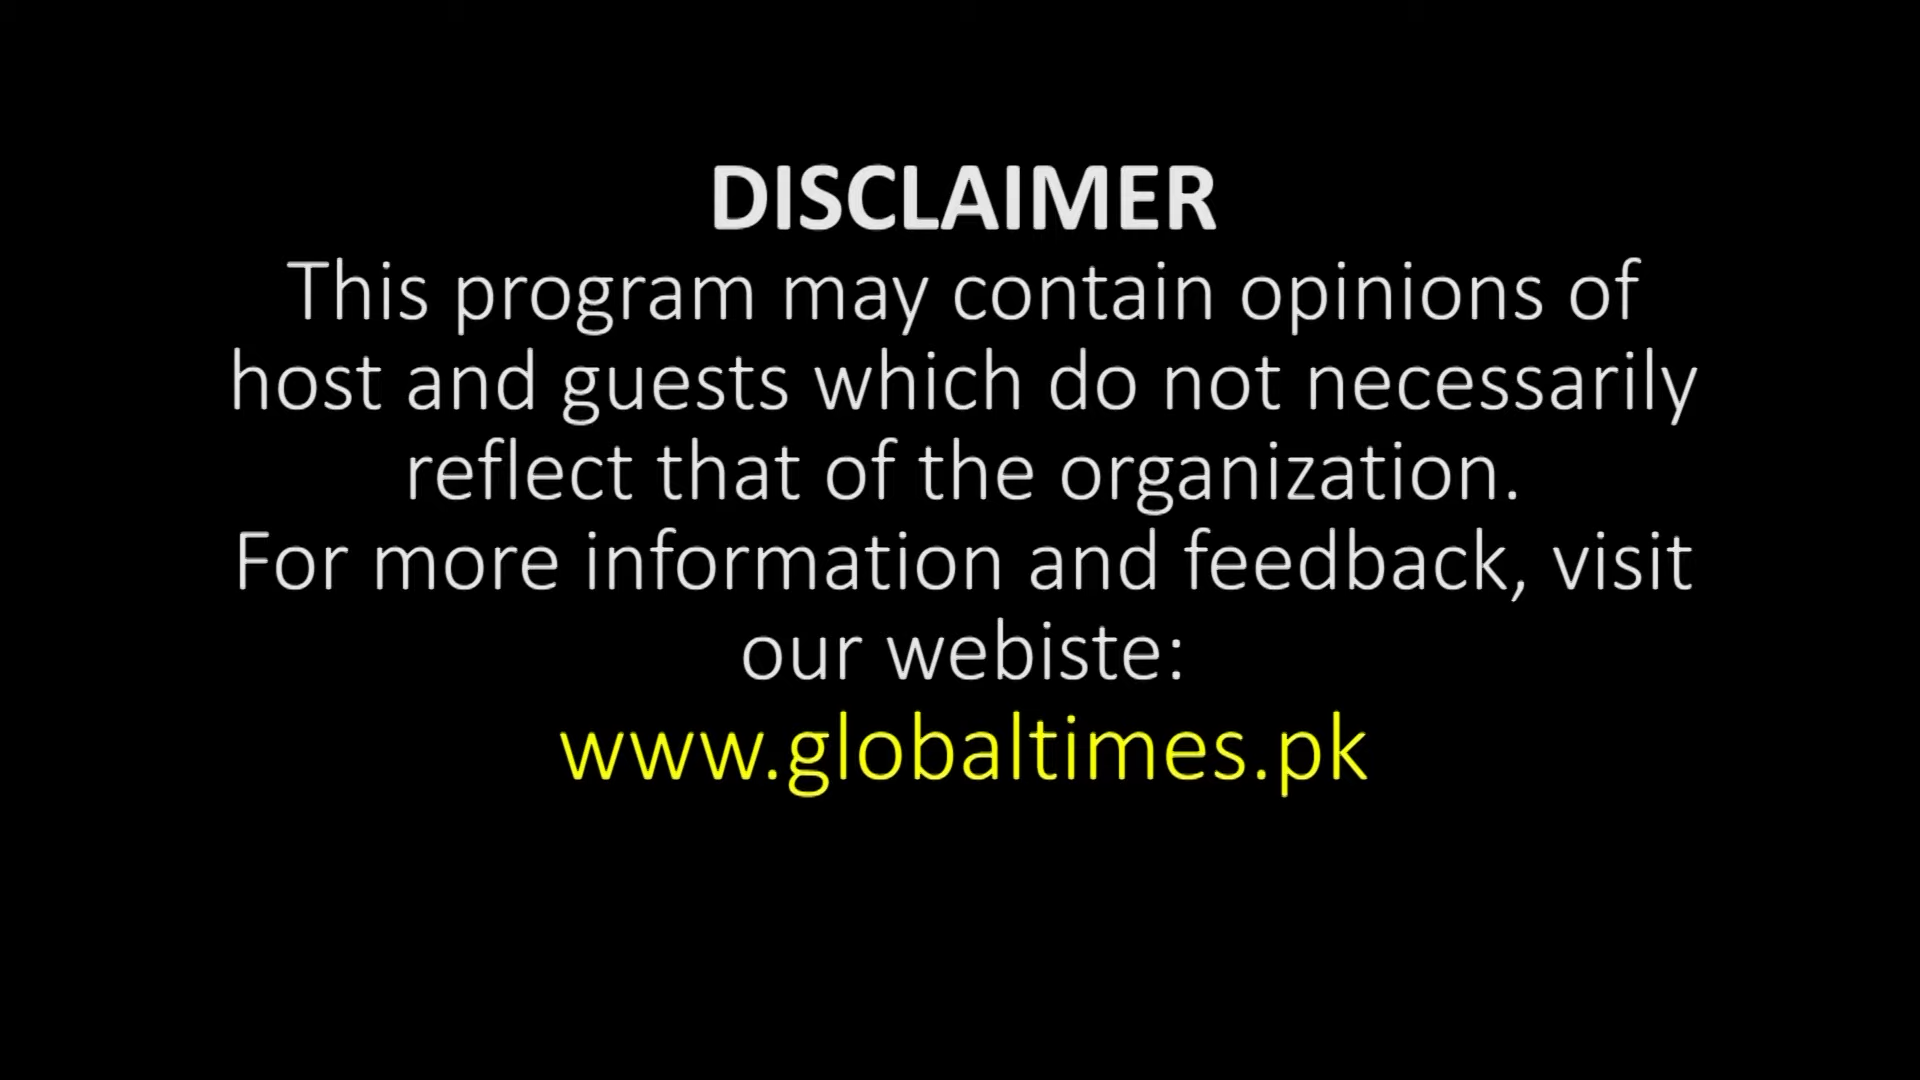 DISCLAIMER
This program may contain opinions of
host and guests which do not necessarily
reflect that of the organization.
For more information and feedback, visit
our webiste:
www.globaltimes.pk